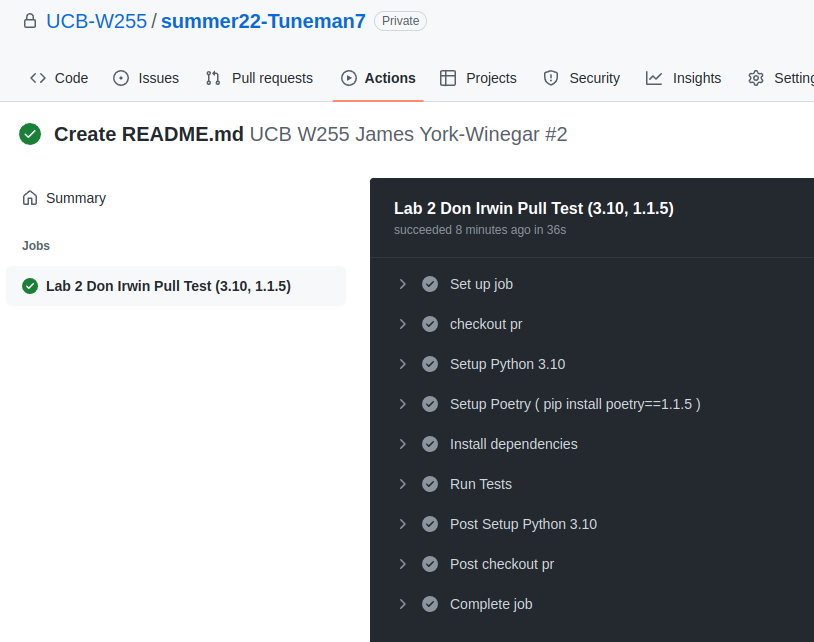 UCB-W255 / summer22-Tuneman7 Private
Code Issues Pull requests Actions Projects Security Insights Setting
Create README.md UCB W255 James York-Winegar #2
Summary
Jobs
Lab 2 Don Irwin Pull Test (3.10, 1.1.5)
Lab 2 Don Irwin Pull Test (3.10, 1.1.5)
succeeded 8 minutes ago in 36s
Set up job
checkout pr
Setup Python 3.10
Setup Poetry ( pip install poetry==1.1.5 )
Install dependencies
Run Tests
Post Setup Python 3.10
Post checkout pr
Complete job